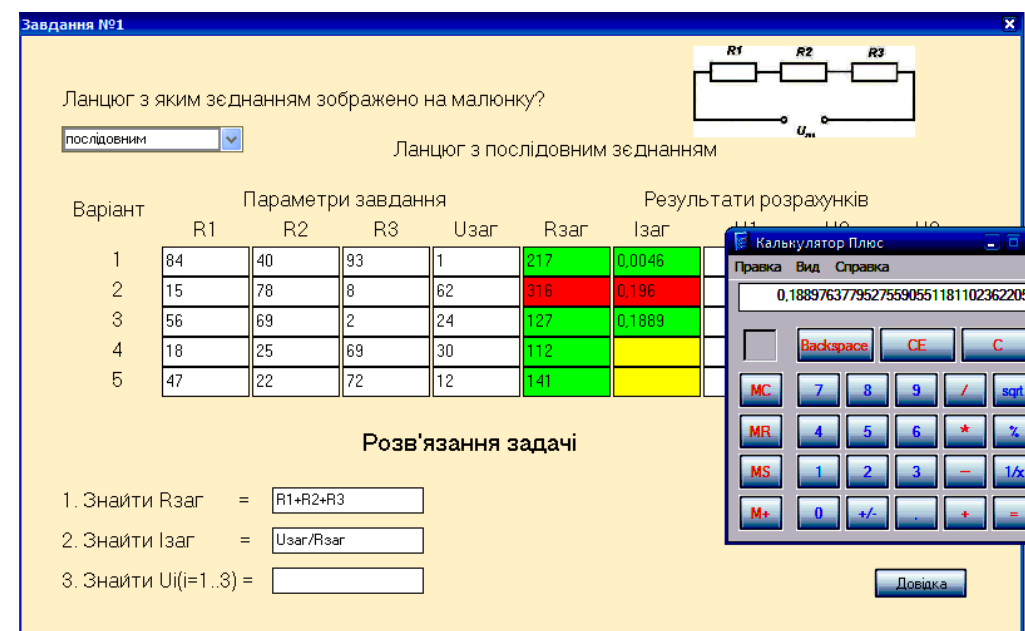 Завдання №1
R1 R2 R3
Ланцюг з яким зєднанням зображено на малюнку?
послідовним
Ланцюг з послідовним зєднанням
Параметри завдання Результати розрахунків
Варіант
R1 R2 R3 Uзаг Rзаг Ізаг
1 84 40 93 1 217 0,0046
2 15 78 8 62 316 0,196
3 56 69 2 24 127 0,1889
4 18 25 69 30 112
5 47 22 72 12 141
Калькулятор Плюс
Правка Вид Справка
0,1889763779527559055118110236220
Backspace CE C
MC 7 8 9 / sqrt
MR 4 5 6 * %
MS 1 2 3 – 1/x
M+ 0 +/- . + =
Розв'язання задачі
1. Знайти Rзаг = R1+R2+R3
2. Знайти Ізаг = Uзаг/Rзаг
3. Знайти Ui(i=1..3) =
Довідка